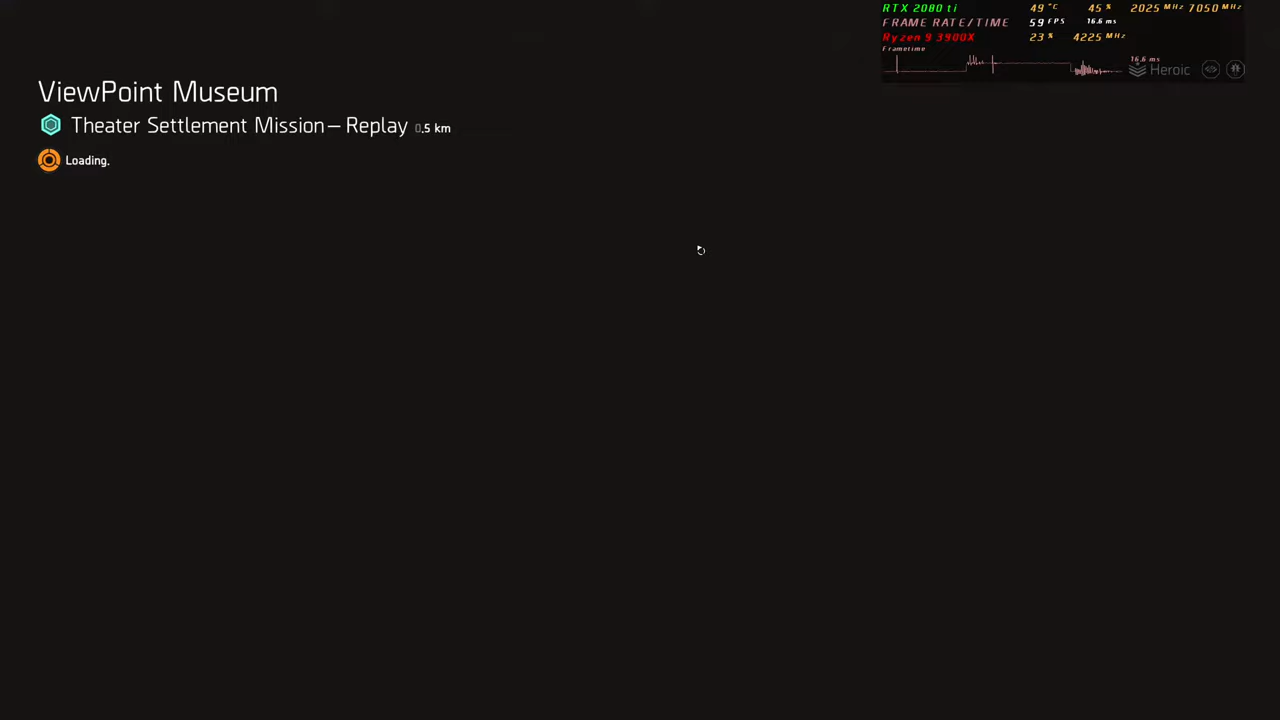 RTX 2080 ti 49 °C 45 % 2025 MHz 7050 MHz
FRAME RATE/TIME 59 FPS 16.6 ms
Ryzen 9 3900X 23 % 4225 MHz
Frametime
16.6 ms
Heroic
ViewPoint Museum
Theater Settlement Mission — Replay 0.5 km
Loading.